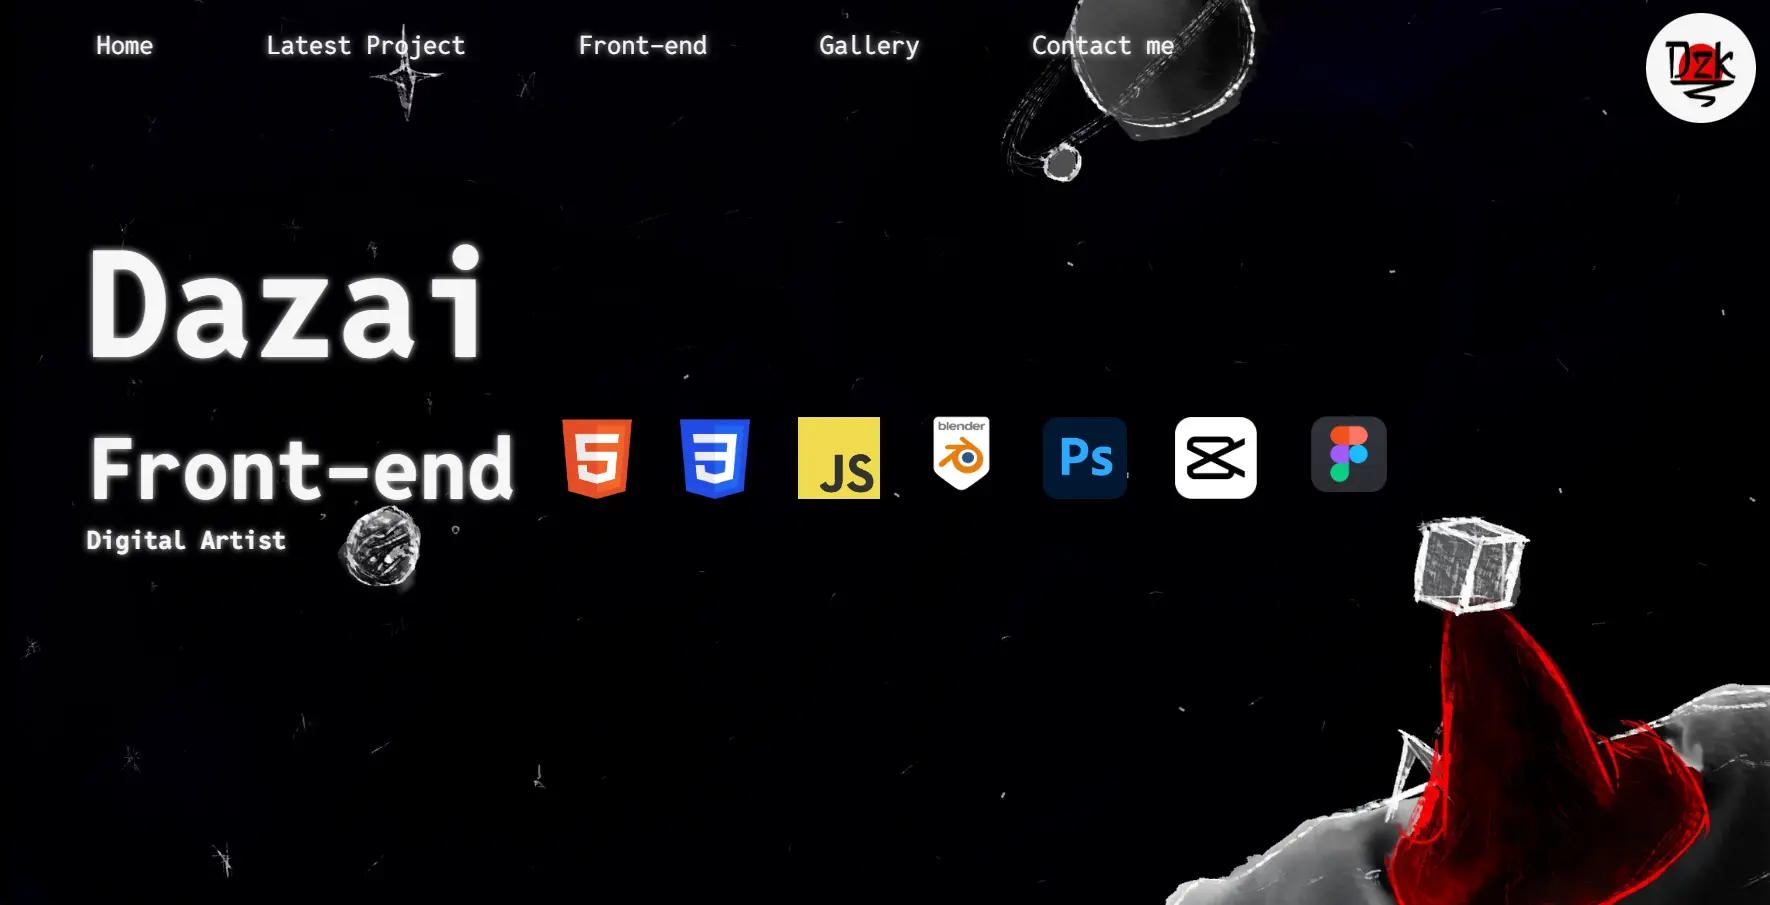 Home
Latest Project
Front-end
Gallery
Contact me
Dzk
Dazai
Front-end
5
3
JS
blender
Ps
Digital Artist